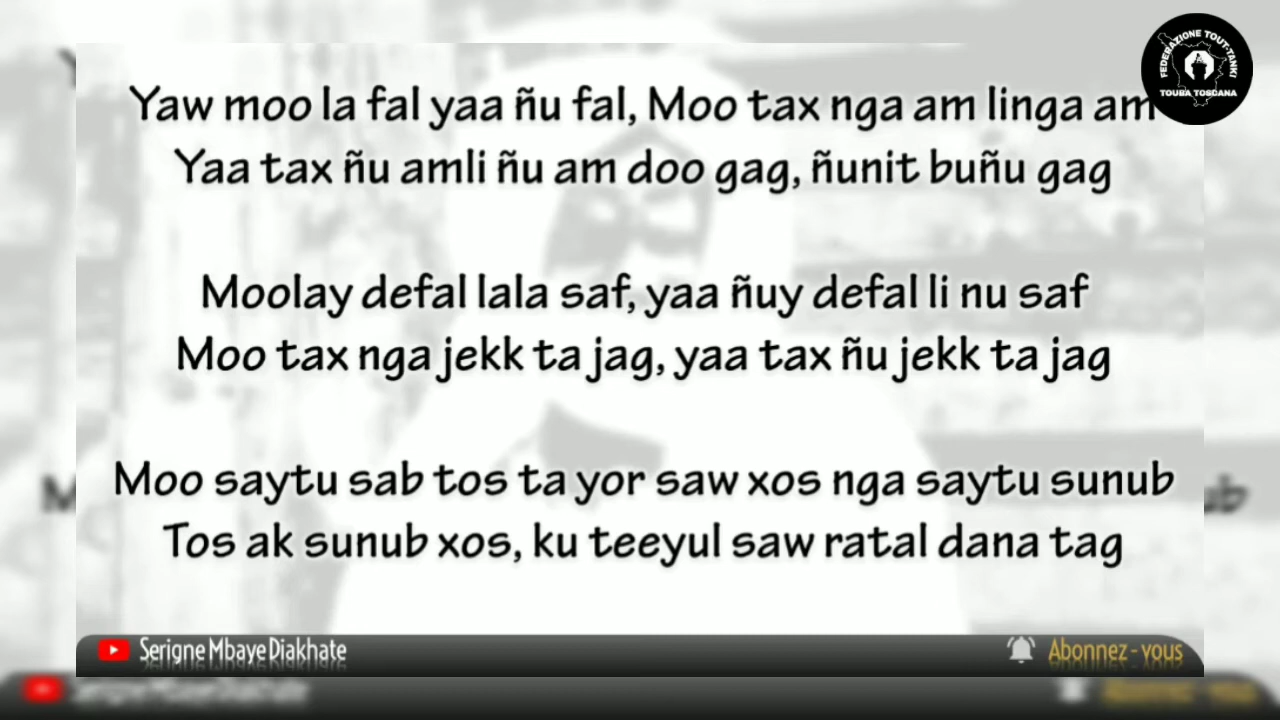 FEDERAZIONE TOUT-TANKI
TOUBA TOSCANA
Yaw moo la fal yaa ñu fal, Moo tax nga am linga am
Yaa tax ñu amli ñu am doo gag, ñunit buñu gag
Moolay defal lala saf, yaa ñuy defal li nu saf
Moo tax nga jekk ta jag, yaa tax ñu jekk ta jag
Moo saytu sab tos ta yor saw xos nga saytu sunub
Tos ak sunub xos, ku teeyul saw ratal dana tag
Serigne Mbaye Diakhate
Abonnez - vous